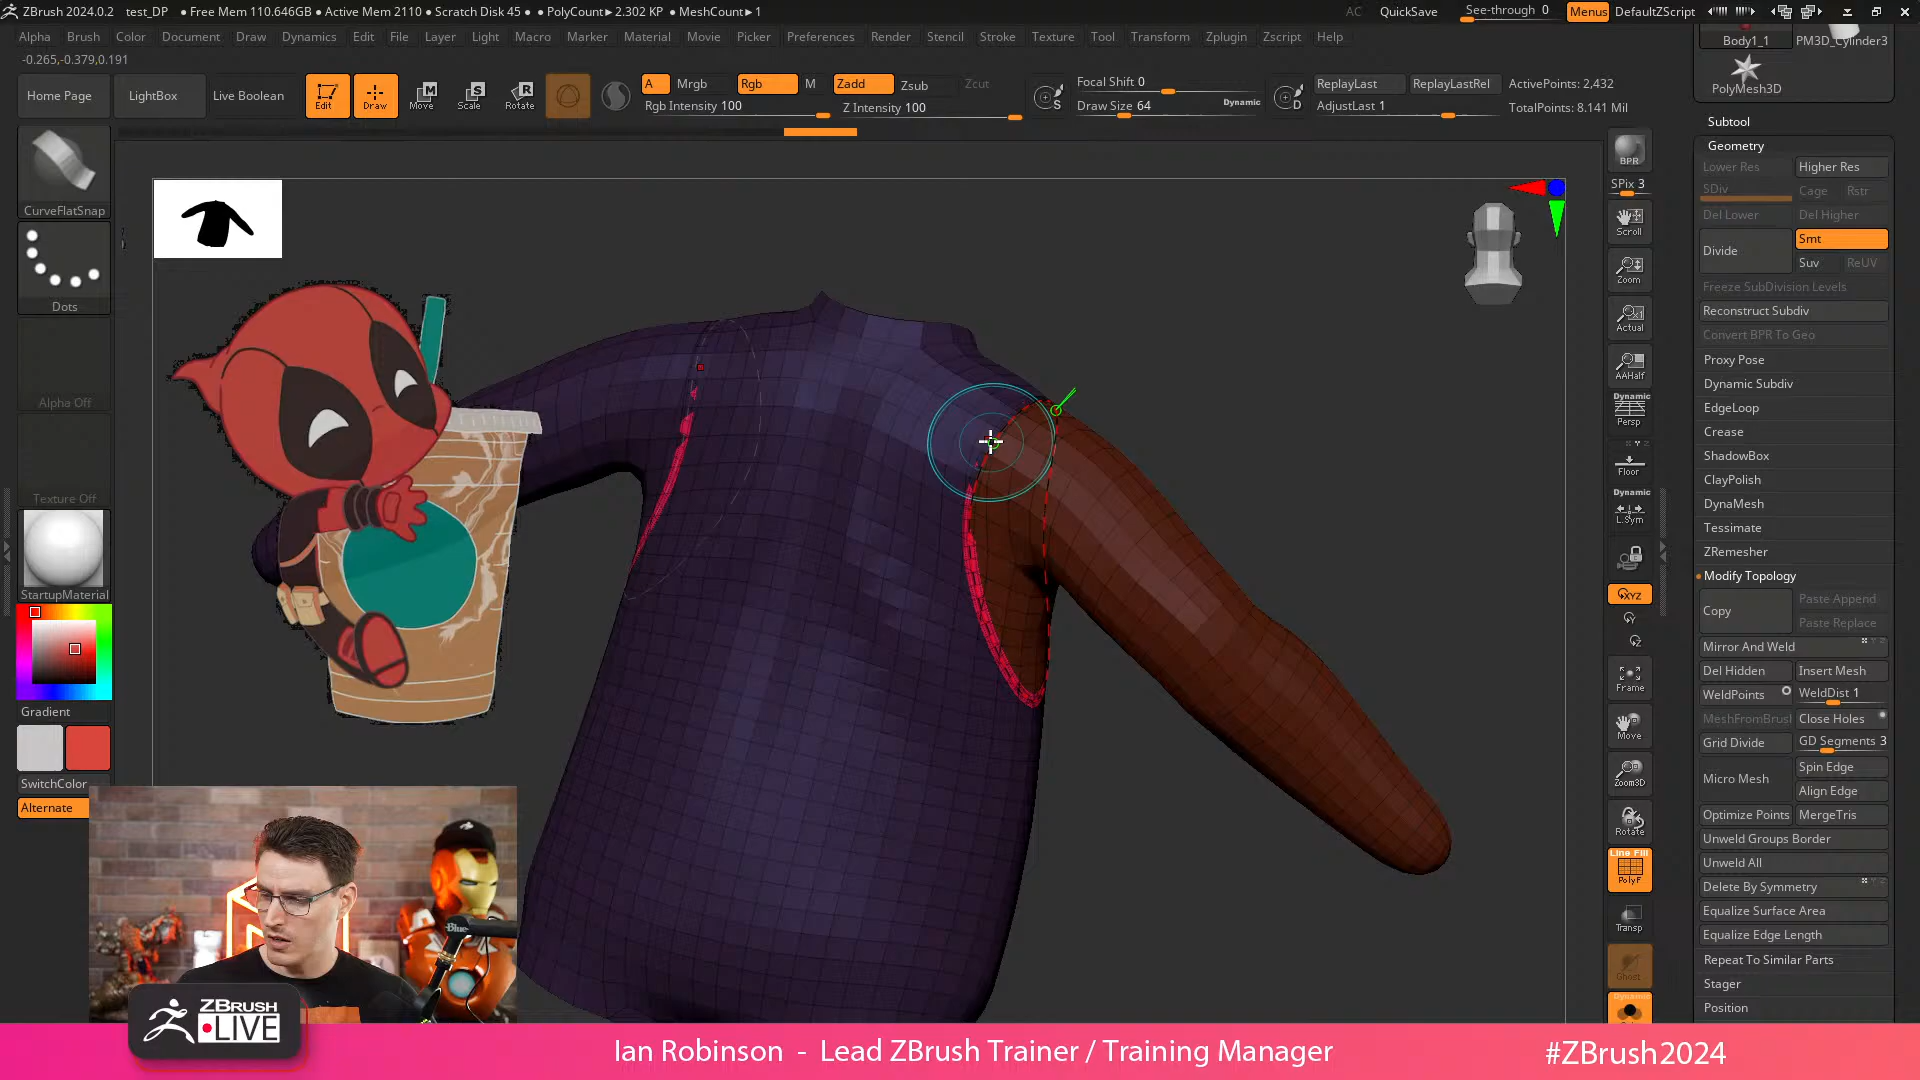 ZBrush 2024.0.2 test_DP • Free Mem 110.646GB • Active Mem 2110 • Scratch Disk 45 • • PolyCount► 2.302 KP • MeshCount► 1
AC QuickSave See-through 0 Menus DefaultZScript
Alpha Brush Color Document Draw Dynamics Edit File Layer Light Macro Marker Material Movie Picker Preferences Render Stencil Stroke Texture Tool Transform Zplugin Zscript Help
-0.265,-0.379,0.191
Home Page LightBox Live Boolean Edit Draw Move Scale Rotate
A Mrgb Rgb M Zadd Zsub Zcut
Rgb Intensity 100 Z Intensity 100
Focal Shift 0
Draw Size 64 Dynamic
S D
ReplayLast ReplayLastRel ActivePoints: 2,432
AdjustLast 1 TotalPoints: 8.141 Mil
Body1_1 PM3D_Cylinder3
PolyMesh3D
CurveFlatSnap
Dots
Alpha Off
Texture Off
StartupMaterial
Gradient
SwitchColor
Alternate
BPR
SPix 3
Scroll
Zoom
Actual
AAHalf
Dynamic
Persp
Floor
Dynamic
L.Sym
XYZ
Frame
Move
Zoom3D
Rotate
Line Fill
PolyF
Transp
Ghost
Dynamic
Subtool
Geometry
Lower Res Higher Res
SDiv Cage Rstr
Del Lower Del Higher
Divide Smt
Suv ReUV
Freeze SubDivision Levels
Reconstruct Subdiv
Convert BPR To Geo
Proxy Pose
Dynamic Subdiv
EdgeLoop
Crease
ShadowBox
ClayPolish
DynaMesh
Tessimate
ZRemesher
Modify Topology
Copy Paste Append
Paste Replace
Mirror And Weld
Del Hidden Insert Mesh
WeldPoints WeldDist 1
MeshFromBrus Close Holes
Grid Divide GD Segments 3
Micro Mesh Spin Edge
Align Edge
Optimize Points MergeTris
Unweld Groups Border
Unweld All
Delete By Symmetry
Equalize Surface Area
Equalize Edge Length
Repeat To Similar Parts
Stager
Position
Blue
ZBRUSH
LIVE
Ian Robinson - Lead ZBrush Trainer / Training Manager
#ZBrush2024